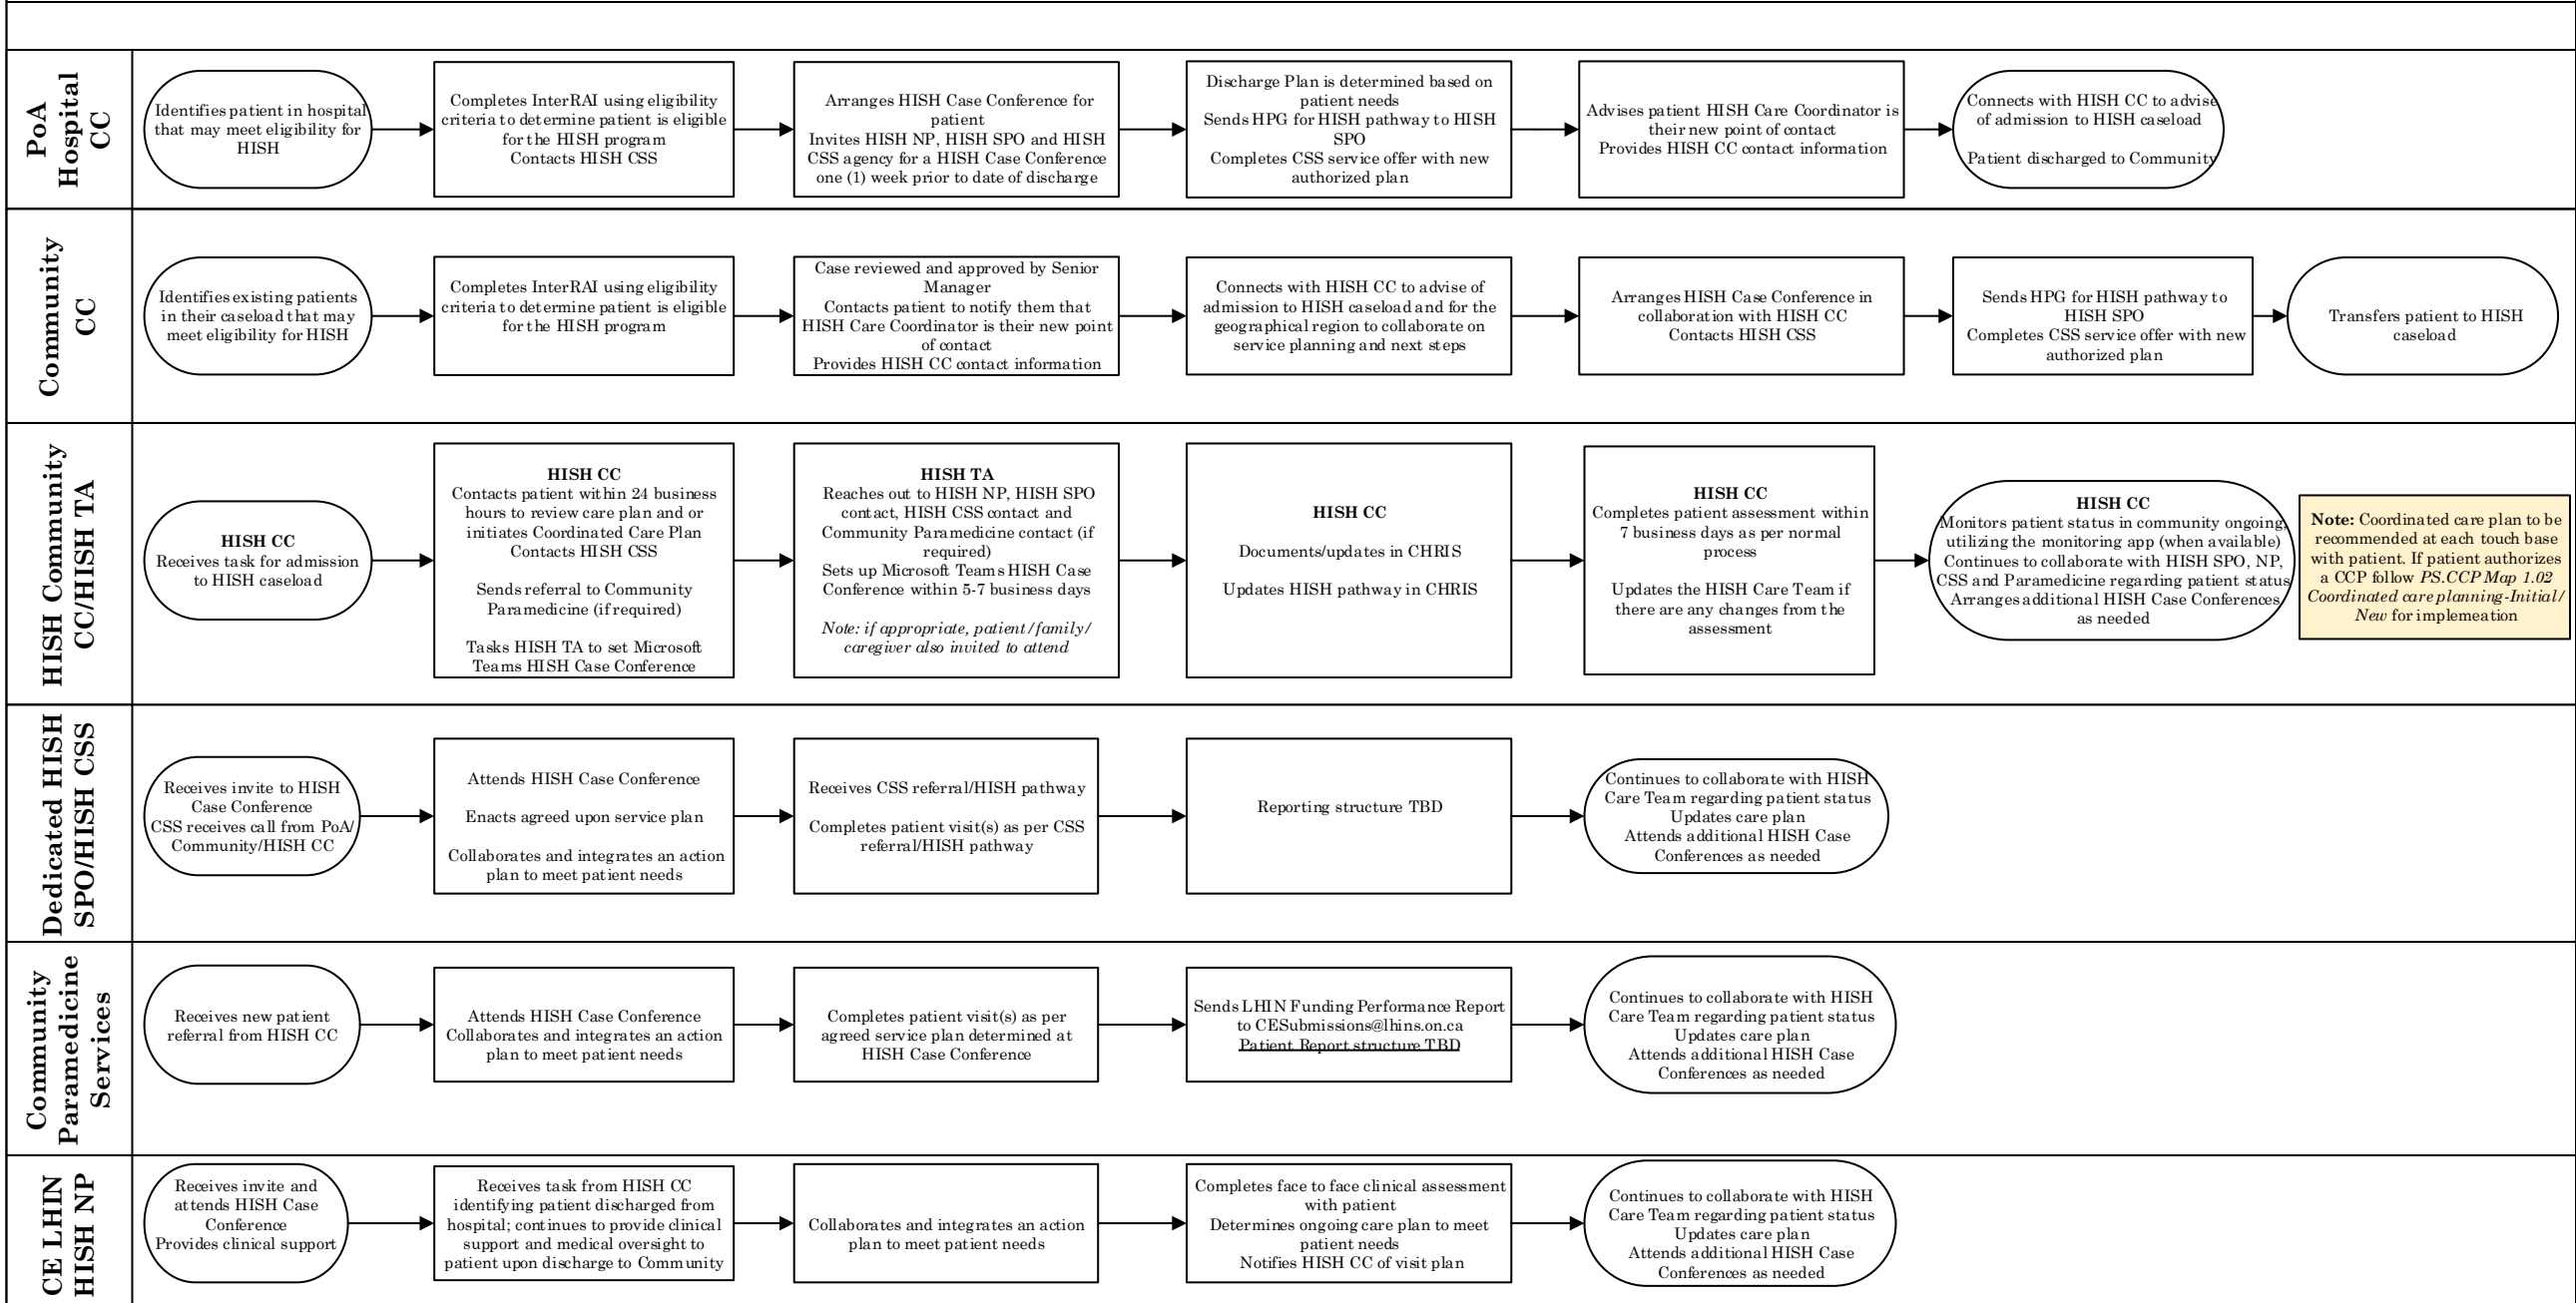 PoA
Hospital
CC
Identifies patient in hospital
that may meet eligibility for
HISH
Completes InterRAI using eligibility
criteria to determine patient is eligible
for the HISH program
Contacts HISH CSS
Arranges HISH Case Conference for
patient
Invites HISH NP, HISH SPO and HISH
CSS agency for a HISH Case Conference
one (1) week prior to date of discharge
Discharge Plan is determined based on
patient needs
Sends HPG for HISH pathway to HISH
SPO
Completes CSS service offer with new
authorized plan
Advises patient HISH Care Coordinator is
their new point of contact
Provides HISH CC contact information
Connects with HISH CC to advise
of admission to HISH caseload
Patient discharged to Community
Community
CC
Identifies existing patients
in their caseload that may
meet eligibility for HISH
Completes InterRAI using eligibility
criteria to determine patient is eligible
for the HISH program
Case reviewed and approved by Senior
Manager
Contacts patient to notify them that
HISH Care Coordinator is their new point
of contact
Provides HISH CC contact information
Connects with HISH CC to advise of
admission to HISH caseload and for the
geographical region to collaborate on
service planning and next steps
Arranges HISH Case Conference in
collaboration with HISH CC
Contacts HISH CSS
Sends HPG for HISH pathway to
HISH SPO
Completes CSS service offer with new
authorized plan
Transfers patient to HISH
caseload
HISH Community
CC/HISH TA
HISH CC
Receives task for admission
to HISH caseload
HISH CC
Contacts patient within 24 business
hours to review care plan and or
initiates Coordinated Care Plan
Contacts HISH CSS
Sends referral to Community
Paramedicine (if required)
Tasks HISH TA to set Microsoft
Teams HISH Case Conference
HISH TA
Reaches out to HISH NP, HISH SPO
contact, HISH CSS contact and
Community Paramedicine contact (if
required)
Sets up Microsoft Teams HISH Case
Conference within 5-7 business days
Note: if appropriate, patient/family/
caregiver also invited to attend
HISH CC
Documents/updates in CHRIS
Updates HISH pathway in CHRIS
HISH CC
Completes patient assessment within
7 business days as per normal
process
Updates the HISH Care Team if
there are any changes from the
assessment
HISH CC
Monitors patient status in community ongoing,
utilizing the monitoring app (when available)
Continues to collaborate with HISH SPO, NP,
CSS and Paramedicine regarding patient status
Arranges additional HISH Case Conferences
as needed
Note: Coordinated care plan to be
recommended at each touch base
with patient. If patient authorizes
a CCP follow PS.CCP Map 1.02
Coordinated care planning-Initial/
New for implemeation
Dedicated HISH
SPO/HISH CSS
Receives invite to HISH
Case Conference
CSS receives call from PoA/
Community/HISH CC
Attends HISH Case Conference
Enacts agreed upon service plan
Collaborates and integrates an action
plan to meet patient needs
Receives CSS referral/HISH pathway
Completes patient visit(s) as per CSS
referral/HISH pathway
Reporting structure TBD
Continues to collaborate with HISH
Care Team regarding patient status
Updates care plan
Attends additional HISH Case
Conferences as needed
Community
Paramedicine
Services
Receives new patient
referral from HISH CC
Attends HISH Case Conference
Collaborates and integrates an action
plan to meet patient needs
Completes patient visit(s) as per
agreed service plan determined at
HISH Case Conference
Sends LHIN Funding Performance Report
to CESubmissions@lhins.on.ca
Patient Report structure TBD
Continues to collaborate with HISH
Care Team regarding patient status
Updates care plan
Attends additional HISH Case
Conferences as needed
CE LHIN
HISH NP
Receives invite and
attends HISH Case
Conference
Provides clinical support
Receives task from HISH CC
identifying patient discharged from
hospital; continues to provide clinical
support and medical oversight to
patient upon discharge to Community
Collaborates and integrates an action
plan to meet patient needs
Completes face to face clinical assessment
with patient
Determines ongoing care plan to meet
patient needs
Notifies HISH CC of visit plan
Continues to collaborate with HISH
Care Team regarding patient status
Updates care plan
Attends additional HISH Case
Conferences as needed